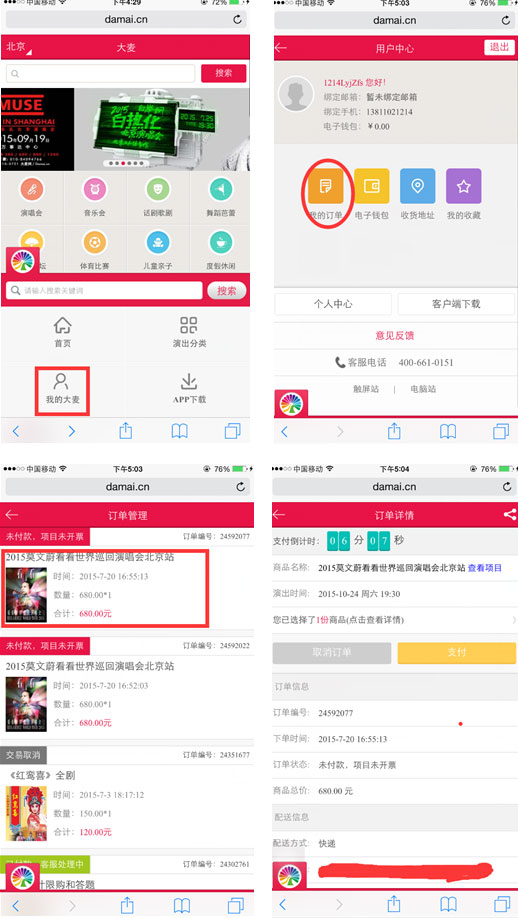 中国移动 下午4:29 72%
damai.cn
北京 大麦
搜索
MUSE
IN SHANGHAI
2015
演唱会 音乐会 话剧歌剧 舞蹈芭蕾
坛 体育比赛 儿童亲子 度假休闲
请输入搜索关键词 搜索
首页 演出分类
我的大麦 APP下载
中国移动 下午5:03 76%
damai.cn
用户中心 退出
1214LyjZfs 您好！
绑定邮箱：暂未绑定邮箱
绑定手机：13811021214
电子钱包：￥0.00
我的订单 电子钱包 收货地址 我的收藏
个人中心 客户端下载
意见反馈
客服电话 400-661-0151
触屏站 | 电脑站
中国移动 下午5:03 76%
damai.cn
订单管理
未付款，项目未开票 订单编号：24592077
2015莫文蔚看看世界巡回演唱会北京站
时间：2015-7-20 16:55:13
数量：680.00*1
合计：680.00元
未付款，项目未开票 订单编号：24592022
2015莫文蔚看看世界巡回演唱会北京站
时间：2015-7-20 16:52:03
数量：680.00*1
合计：680.00元
交易取消 订单编号：24351677
《红鸾喜》全剧
时间：2015-7-3 18:17:12
数量：150.00*1
合计：120.00元
客服处理中 订单编号：24302761
计限购和答题
中国移动 下午5:04 76%
damai.cn
订单详情
支付倒计时：06分07秒
商品名称：2015莫文蔚看看世界巡回演唱会北京站 查看项目
演出时间：2015-10-24 周六 19:30
您已选择了1份商品(点击查看详情)
取消订单 支付
订单信息
订单编号：24592077
下单时间：2015-7-20 16:55:13
订单状态：未付款，项目未开票
商品总价：680.00 元
配送信息
配送方式：快递